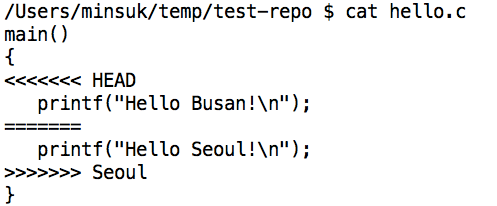 /Users/minsuk/temp/test-repo $ cat hello.c
main()
{
<<<<<<< HEAD
   printf("Hello Busan!\n");
=======
   printf("Hello Seoul!\n");
>>>>>>> Seoul
}